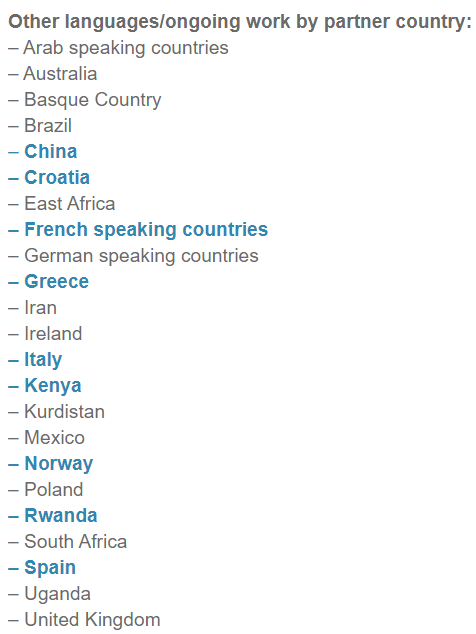 Other languages/ongoing work by partner country:
– Arab speaking countries
– Australia
– Basque Country
– Brazil
– China
– Croatia
– East Africa
– French speaking countries
– German speaking countries
– Greece
– Iran
– Ireland
– Italy
– Kenya
– Kurdistan
– Mexico
– Norway
– Poland
– Rwanda
– South Africa
– Spain
– Uganda
– United Kingdom